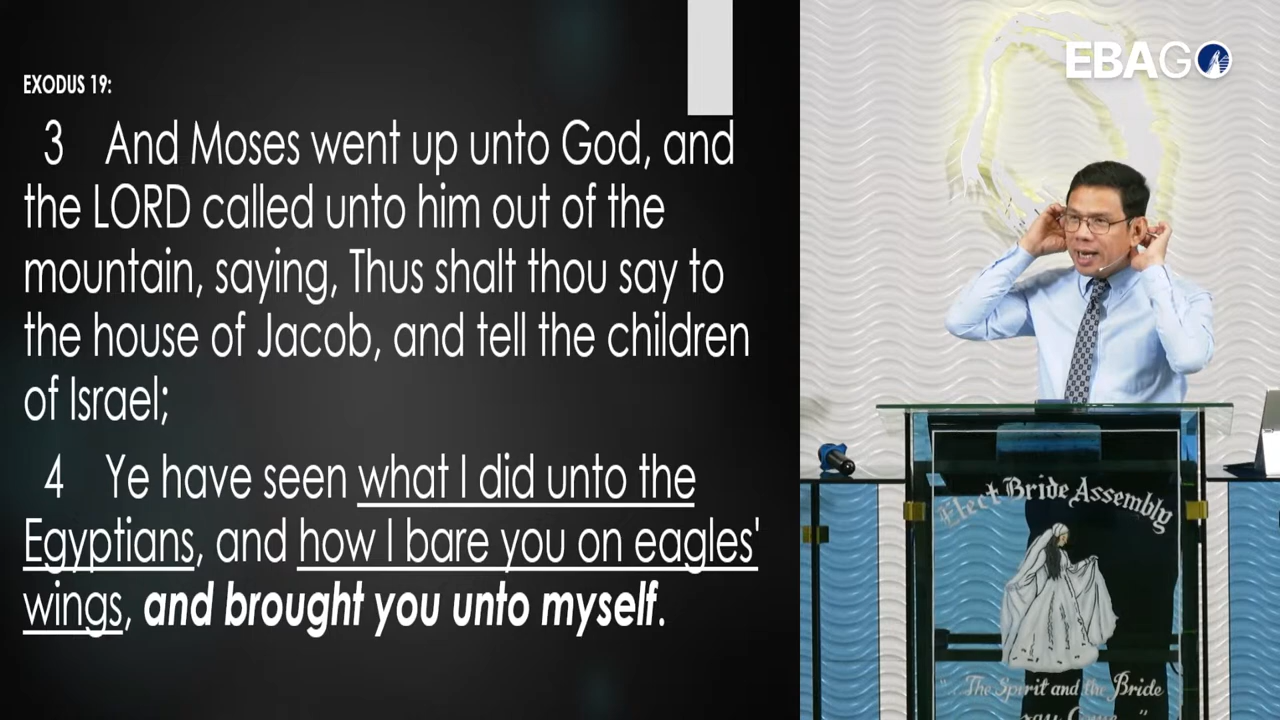 EXODUS 19:
3 And Moses went up unto God, and
the LORD called unto him out of the
mountain, saying, Thus shalt thou say to
the house of Jacob, and tell the children
of Israel;
4 Ye have seen what I did unto the
Egyptians, and how I bare you on eagles'
wings, and brought you unto myself.
EBAGO
Elect Bride Assembly
"The Spirit and the Bride
say Come"